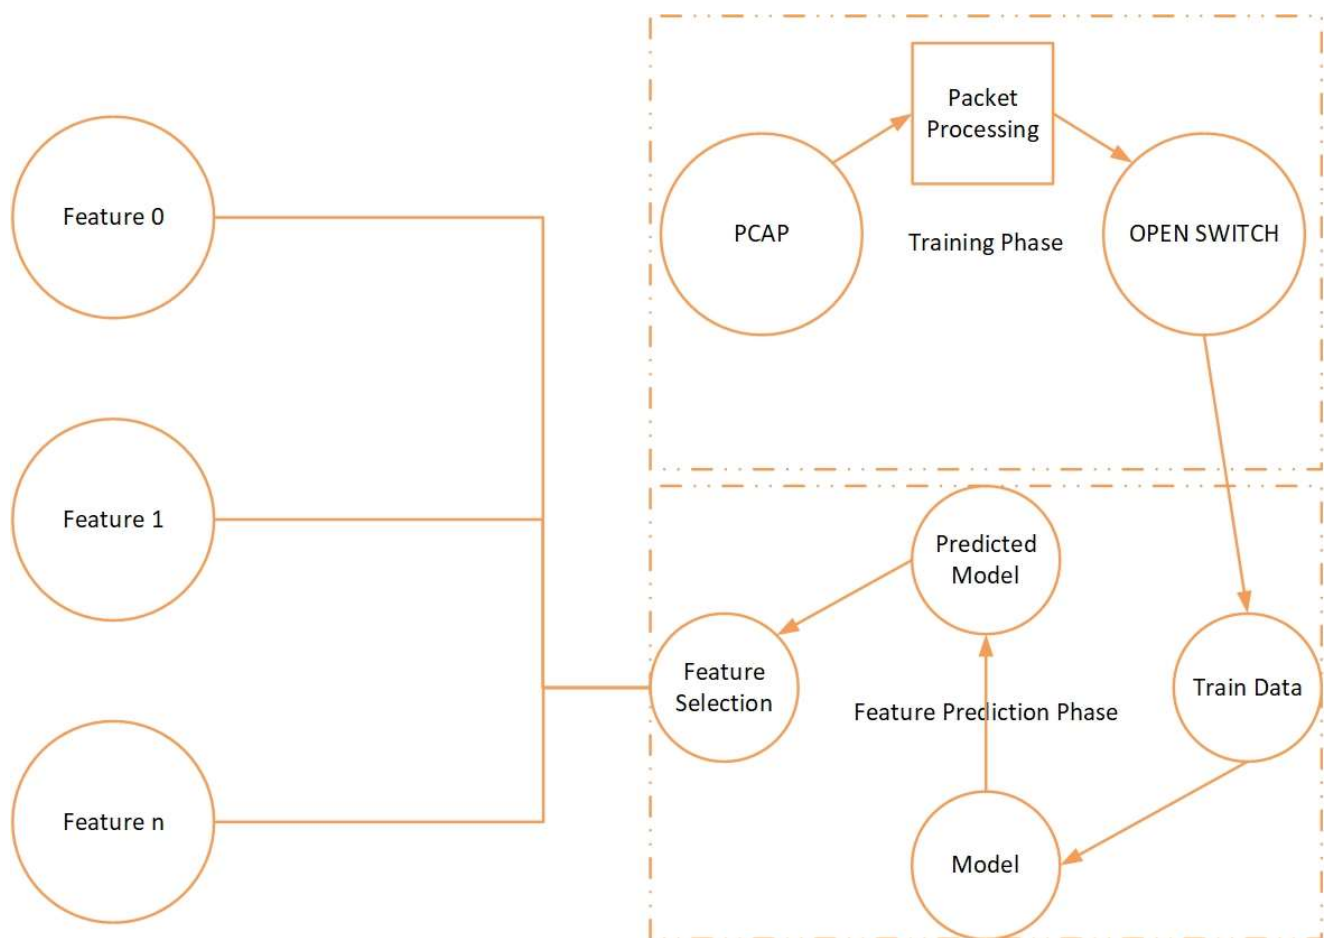 Packet
Processing
PCAP
Training Phase
OPEN SWITCH
Feature 0
Feature 1
Feature n
Predicted
Model
Feature
Selection
Feature Prediction Phase
Train Data
Model